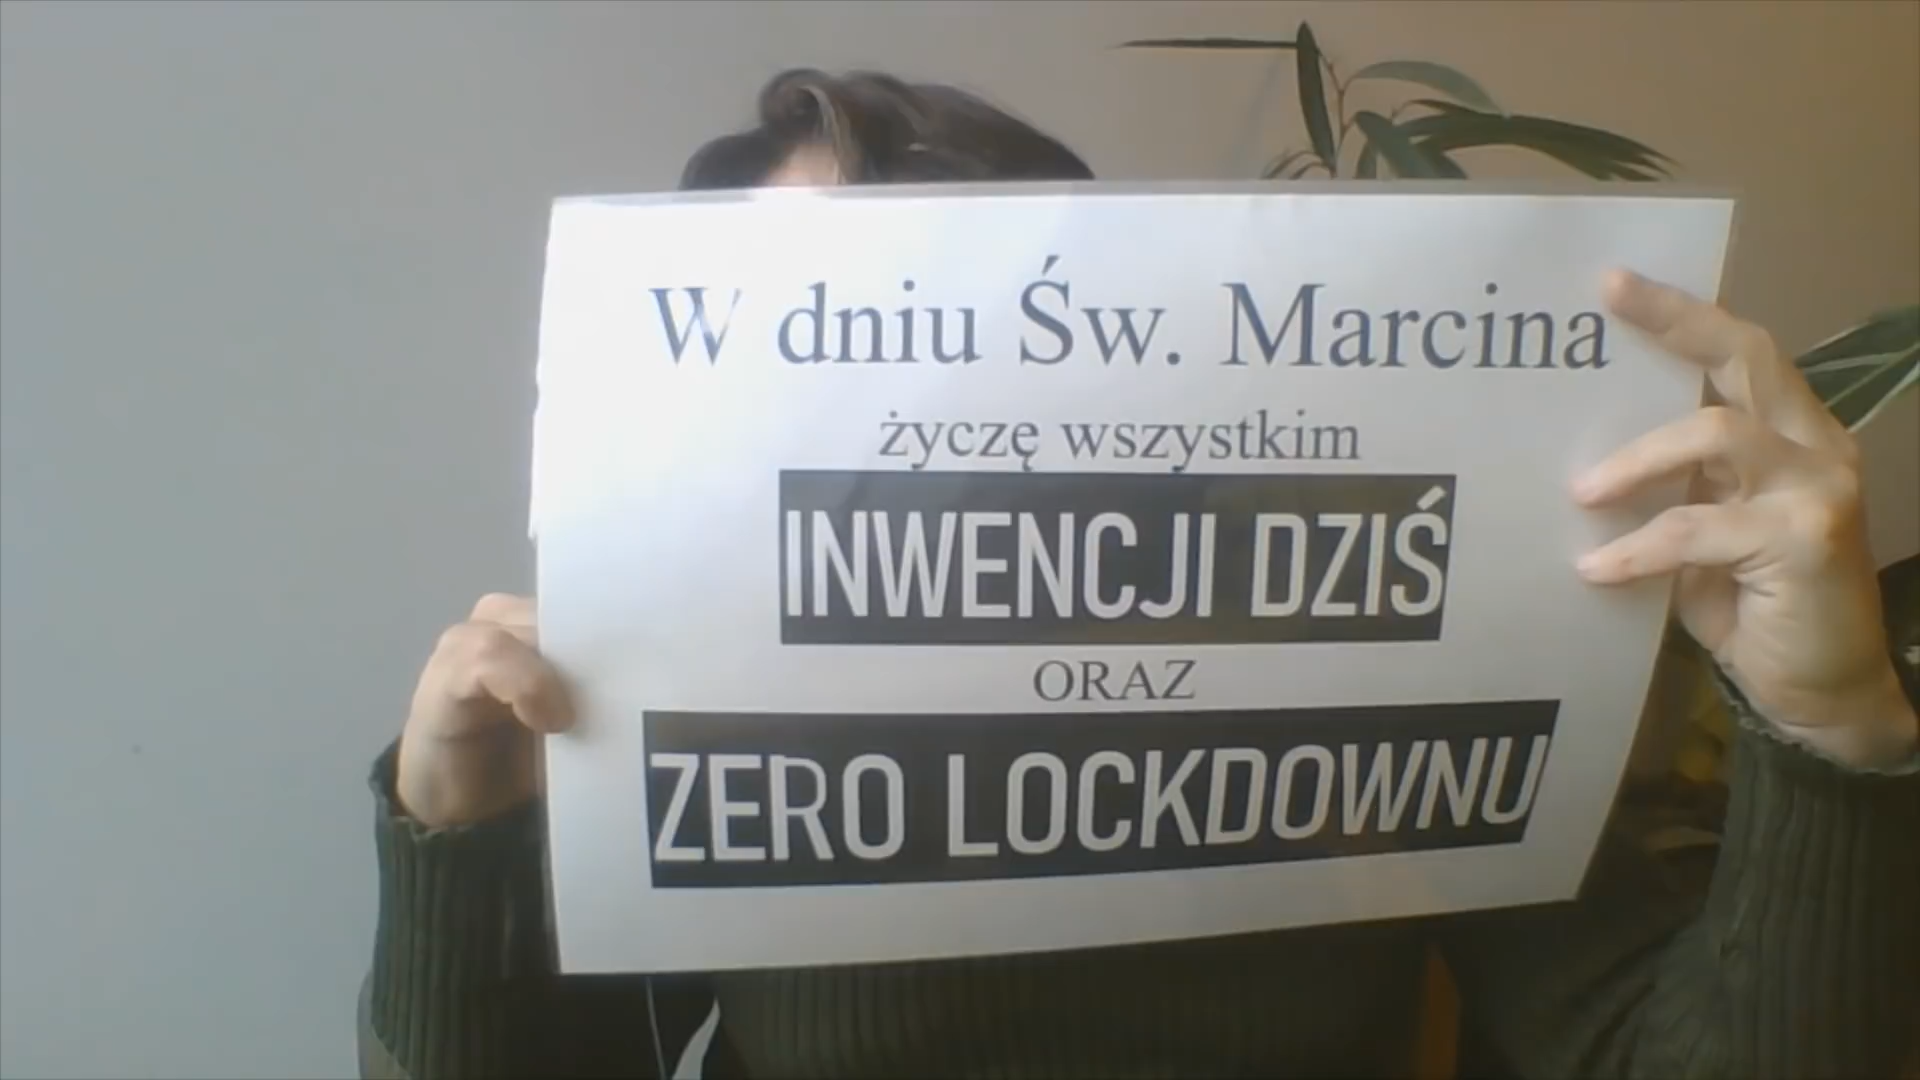 W dniu Św. Marcina
życzę wszystkim
INWENCJI DZIŚ
ORAZ
ZERO LOCKDOWNU